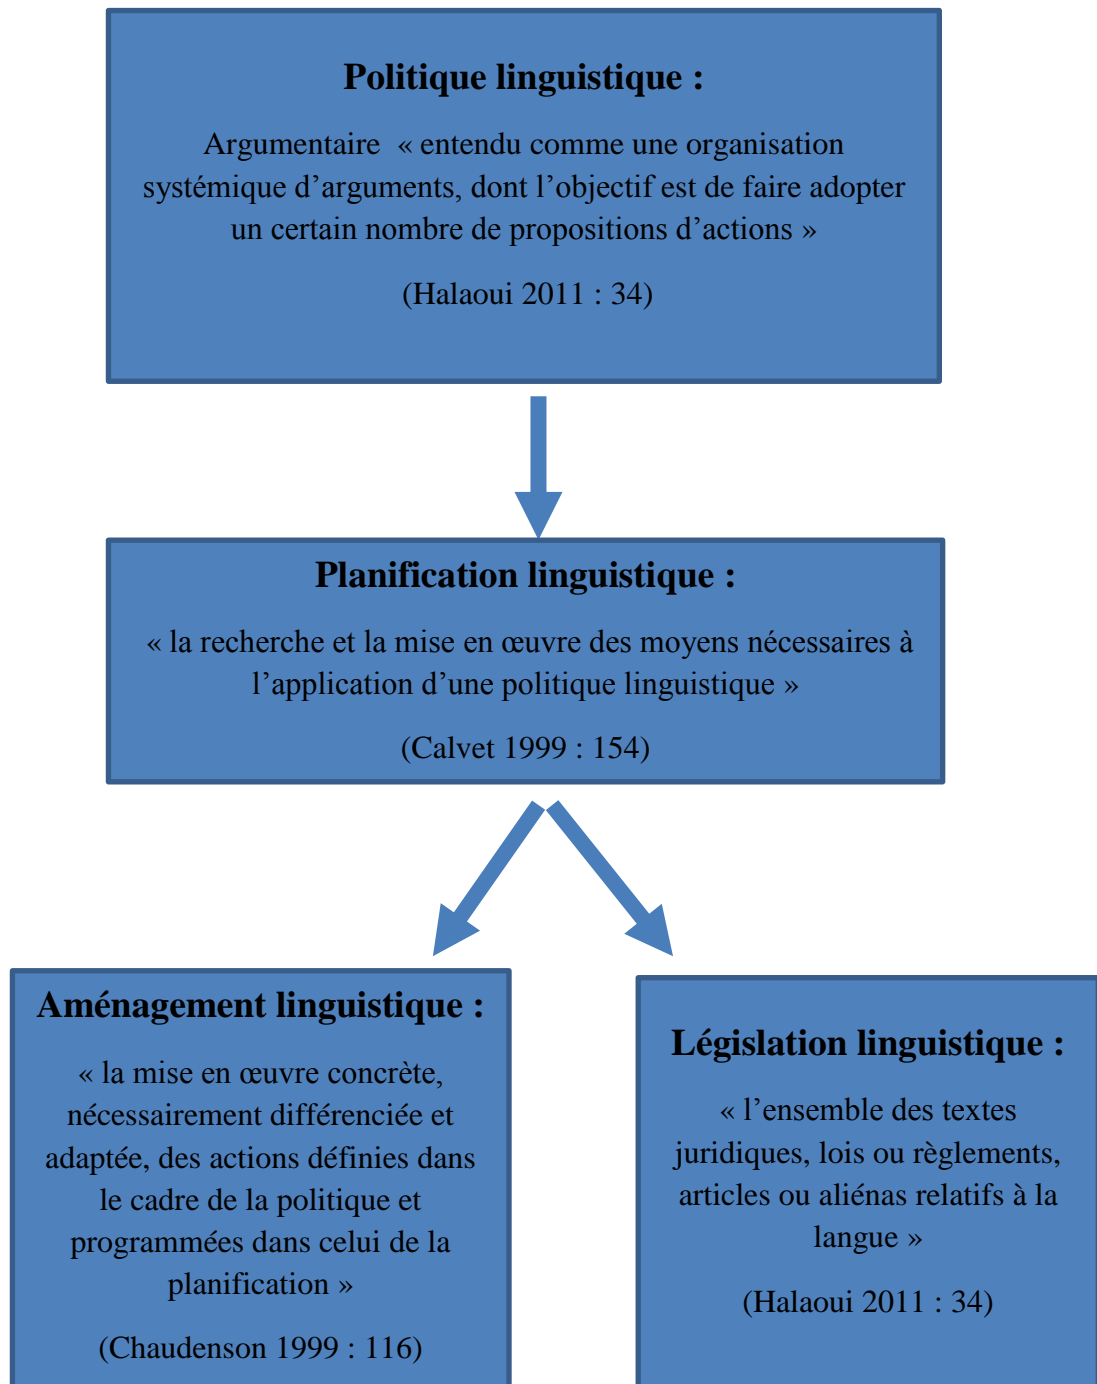 Politique linguistique :
Argumentaire « entendu comme une organisation
systémique d’arguments, dont l’objectif est de faire adopter
un certain nombre de propositions d’actions »
(Halaoui 2011 : 34)
Planification linguistique :
« la recherche et la mise en œuvre des moyens nécessaires à
l’application d’une politique linguistique »
(Calvet 1999 : 154)
Aménagement linguistique :
« la mise en œuvre concrète,
nécessairement différenciée et
adaptée, des actions définies dans
le cadre de la politique et
programmées dans celui de la
planification »
(Chaudenson 1999 : 116)
Législation linguistique :
« l’ensemble des textes
juridiques, lois ou règlements,
articles ou aliénas relatifs à la
langue »
(Halaoui 2011 : 34)